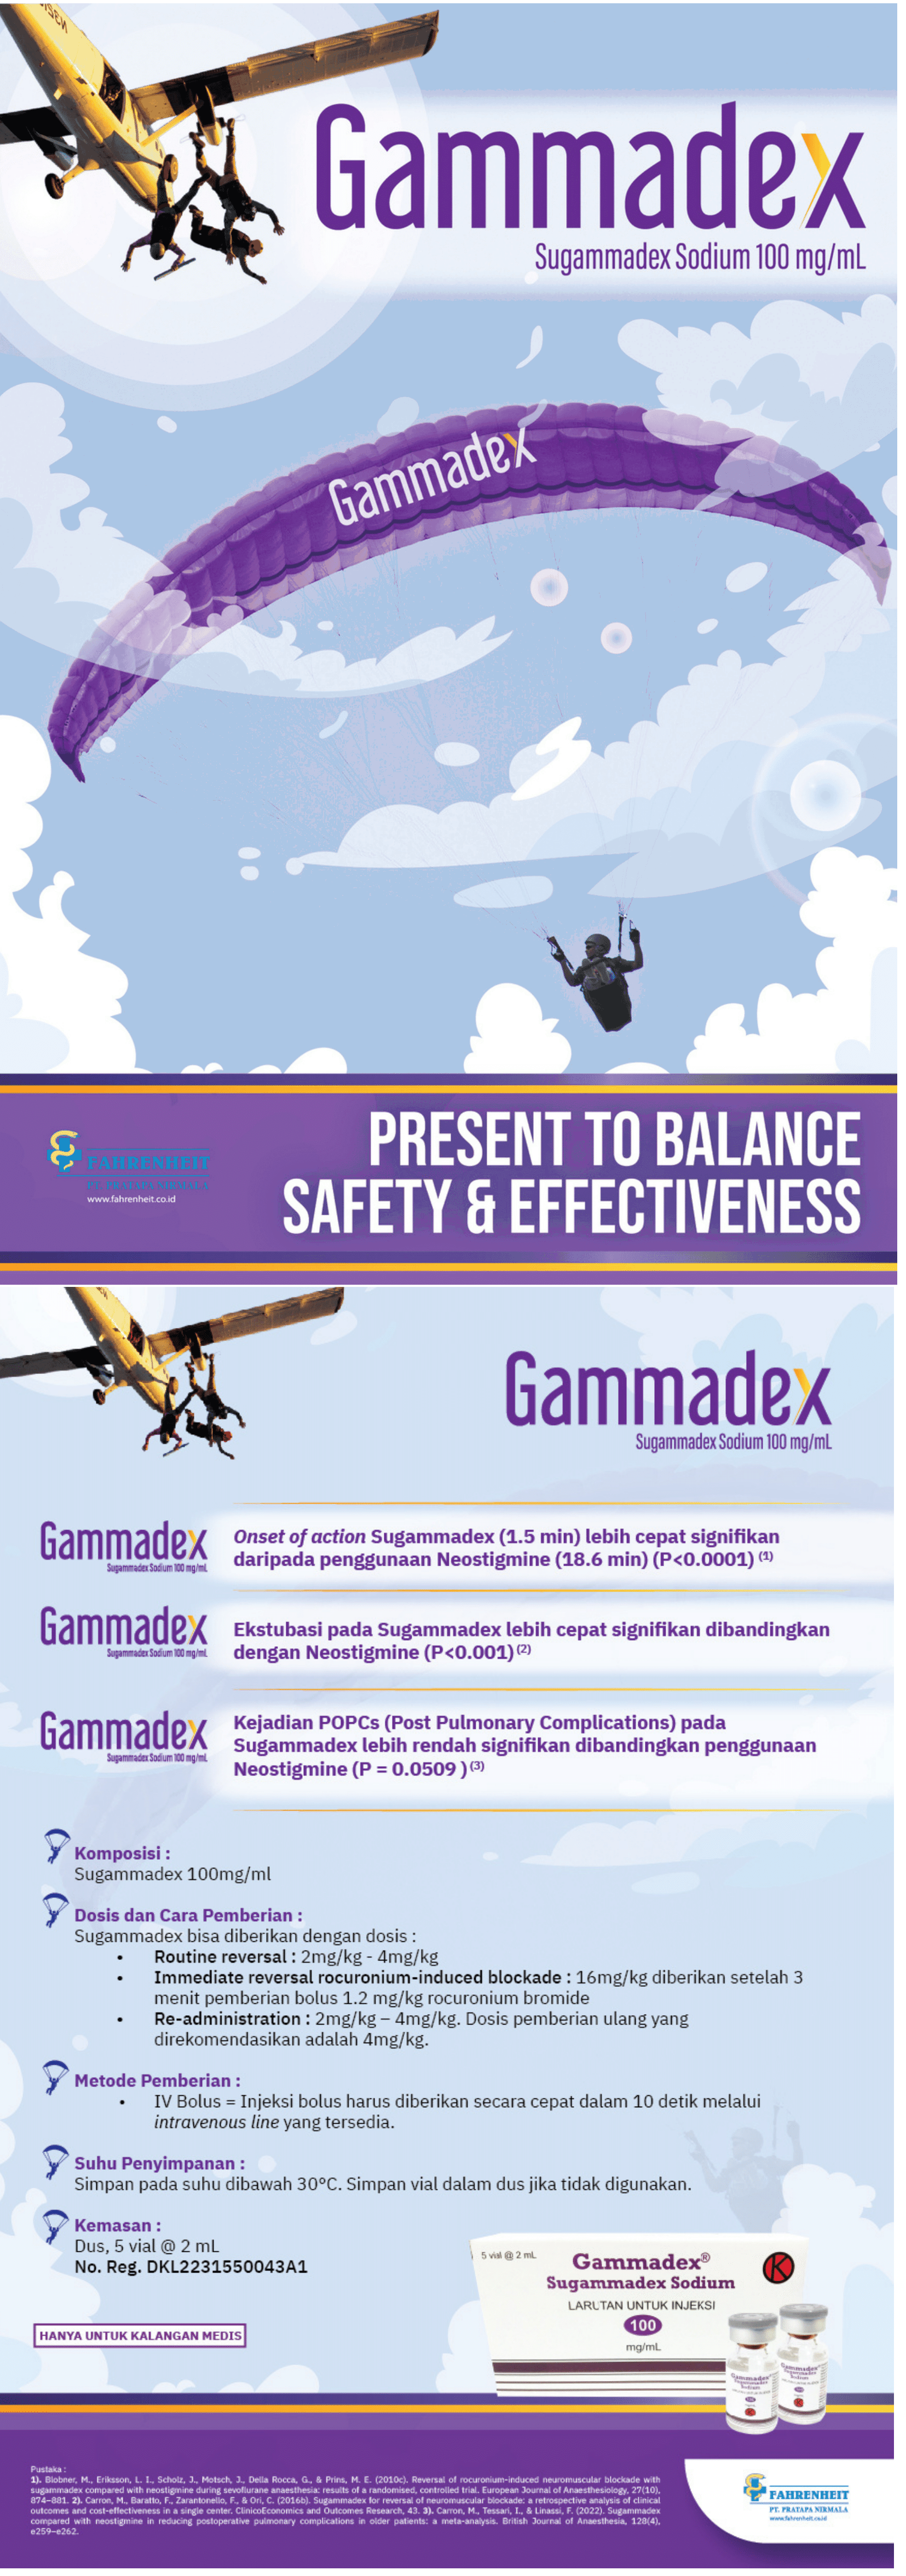 Gammadex
Sugammadex Sodium 100 mg/mL
Gammadex
FAHRENHEIT
PT. PRATAPA NIRMALA
www.fahrenheit.co.id
PRESENT TO BALANCE
SAFETY & EFFECTIVENESS
Gammadex
Sugammadex Sodium 100 mg/mL
Gammadex
Sugammadex Sodium 100 mg/mL
Onset of action Sugammadex (1.5 min) lebih cepat signifikan
daripada penggunaan Neostigmine (18.6 min) (P<0.0001) (1)
Gammadex
Sugammadex Sodium 100 mg/mL
Ekstubasi pada Sugammadex lebih cepat signifikan dibandingkan
dengan Neostigmine (P<0.001) (2)
Gammadex
Sugammadex Sodium 100 mg/mL
Kejadian POPCs (Post Pulmonary Complications) pada
Sugammadex lebih rendah signifikan dibandingkan penggunaan
Neostigmine (P = 0.0509 ) (3)
Komposisi :
Sugammadex 100mg/ml
Dosis dan Cara Pemberian :
Sugammadex bisa diberikan dengan dosis :
• Routine reversal : 2mg/kg - 4mg/kg
• Immediate reversal rocuronium-induced blockade : 16mg/kg diberikan setelah 3
menit pemberian bolus 1.2 mg/kg rocuronium bromide
• Re-administration : 2mg/kg – 4mg/kg. Dosis pemberian ulang yang
direkomendasikan adalah 4mg/kg.
Metode Pemberian :
• IV Bolus = Injeksi bolus harus diberikan secara cepat dalam 10 detik melalui
intravenous line yang tersedia.
Suhu Penyimpanan :
Simpan pada suhu dibawah 30°C. Simpan vial dalam dus jika tidak digunakan.
Kemasan :
Dus, 5 vial @ 2 mL
No. Reg. DKL2231550043A1
HANYA UNTUK KALANGAN MEDIS
5 vial @ 2 mL
Gammadex®
Sugammadex Sodium
LARUTAN UNTUK INJEKSI
100
mg/mL
K
Gammadex
Sugammadex
Sodium
Gammadex
Sugammadex
Sodium
Pustaka :
1). Blobner, M., Eriksson, L. I., Scholz, J., Motsch, J., Della Rocca, G., & Prins, M. E. (2010c). Reversal of rocuronium-induced neuromuscular blockade with
sugammadex compared with neostigmine during sevoflurane anaesthesia: results of a randomised, controlled trial. European Journal of Anaesthesiology, 27(10),
874–881. 2). Carron, M., Baratto, F., Zarantonello, F., & Ori, C. (2016b). Sugammadex for reversal of neuromuscular blockade: a retrospective analysis of clinical
outcomes and cost-effectiveness in a single center. ClinicoEconomics and Outcomes Research, 43. 3). Carron, M., Tessari, I., & Linassi, F. (2022). Sugammadex
compared with neostigmine in reducing postoperative pulmonary complications in older patients: a meta-analysis. British Journal of Anaesthesia, 128(4),
e259–e262.
FAHRENHEIT
PT. PRATAPA NIRMALA
www.fahrenheit.co.id